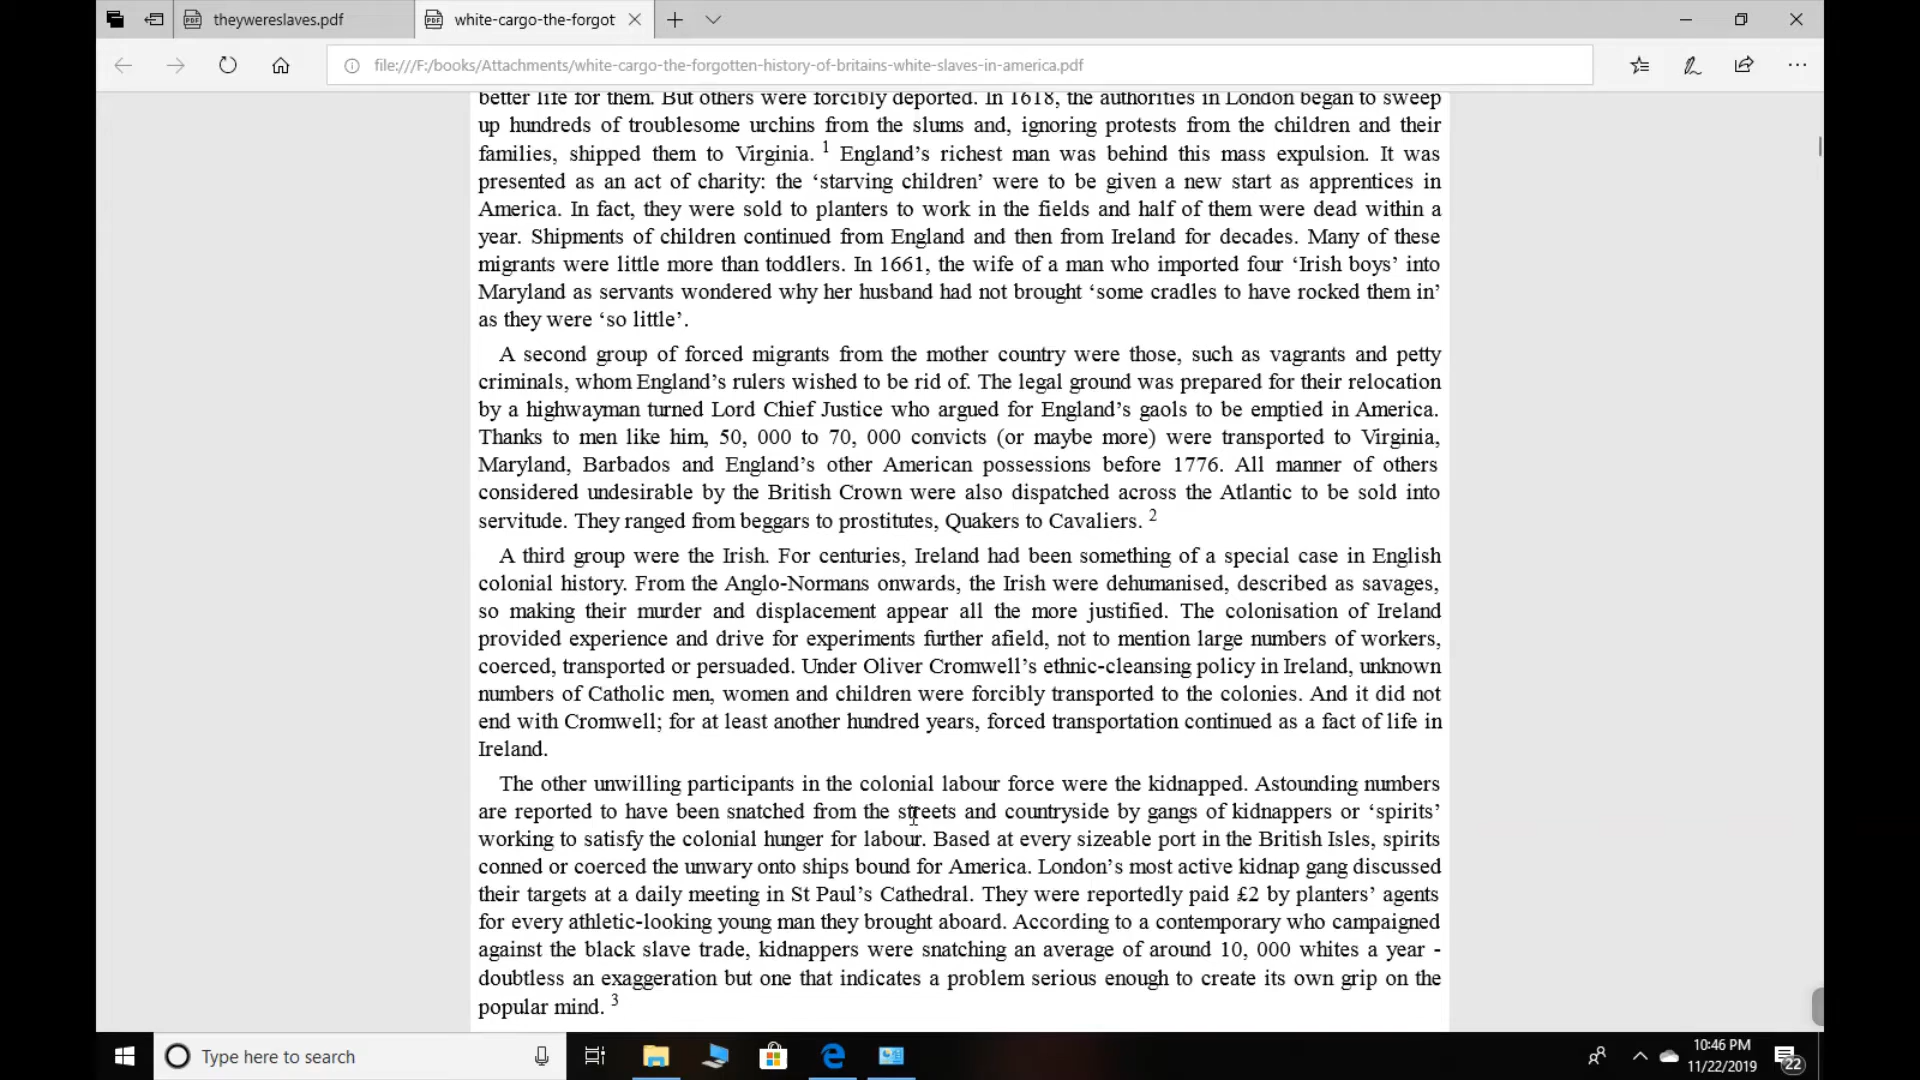 theywereslaves.pdf
white-cargo-the-forgot
file:///F:/books/Attachments/white-cargo-the-forgotten-history-of-britains-white-slaves-in-america.pdf
better life for them. But others were forcibly deported. In 1618, the authorities in London began to sweep
up hundreds of troublesome urchins from the slums and, ignoring protests from the children and their
families, shipped them to Virginia. 1 England’s richest man was behind this mass expulsion. It was
presented as an act of charity: the ‘starving children’ were to be given a new start as apprentices in
America. In fact, they were sold to planters to work in the fields and half of them were dead within a
year. Shipments of children continued from England and then from Ireland for decades. Many of these
migrants were little more than toddlers. In 1661, the wife of a man who imported four ‘Irish boys’ into
Maryland as servants wondered why her husband had not brought ‘some cradles to have rocked them in’
as they were ‘so little’.
A second group of forced migrants from the mother country were those, such as vagrants and petty
criminals, whom England’s rulers wished to be rid of. The legal ground was prepared for their relocation
by a highwayman turned Lord Chief Justice who argued for England’s gaols to be emptied in America.
Thanks to men like him, 50, 000 to 70, 000 convicts (or maybe more) were transported to Virginia,
Maryland, Barbados and England’s other American possessions before 1776. All manner of others
considered undesirable by the British Crown were also dispatched across the Atlantic to be sold into
servitude. They ranged from beggars to prostitutes, Quakers to Cavaliers. 2
A third group were the Irish. For centuries, Ireland had been something of a special case in English
colonial history. From the Anglo-Normans onwards, the Irish were dehumanised, described as savages,
so making their murder and displacement appear all the more justified. The colonisation of Ireland
provided experience and drive for experiments further afield, not to mention large numbers of workers,
coerced, transported or persuaded. Under Oliver Cromwell’s ethnic-cleansing policy in Ireland, unknown
numbers of Catholic men, women and children were forcibly transported to the colonies. And it did not
end with Cromwell; for at least another hundred years, forced transportation continued as a fact of life in
Ireland.
The other unwilling participants in the colonial labour force were the kidnapped. Astounding numbers
are reported to have been snatched from the streets and countryside by gangs of kidnappers or ‘spirits’
working to satisfy the colonial hunger for labour. Based at every sizeable port in the British Isles, spirits
conned or coerced the unwary onto ships bound for America. London’s most active kidnap gang discussed
their targets at a daily meeting in St Paul’s Cathedral. They were reportedly paid £2 by planters’ agents
for every athletic-looking young man they brought aboard. According to a contemporary who campaigned
against the black slave trade, kidnappers were snatching an average of around 10, 000 whites a year -
doubtless an exaggeration but one that indicates a problem serious enough to create its own grip on the
popular mind. 3
Type here to search
10:46 PM
11/22/2019
22